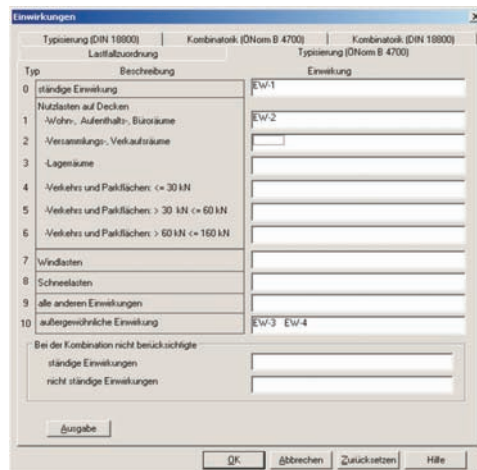 Einwirkungen
Typisierung (DIN 18800) Kombinatorik (ÖNorm B 4700) Kombinatorik (DIN 18800)
Lastfallzuordnung Typisierung (ÖNorm B 4700)
Typ Beschreibung Einwirkung
0 ständige Einwirkung EW-1
Nutzlasten auf Decken
1 -Wohn-, Aufenthalts-, Büroräume EW-2
2 -Versammlungs-, Verkaufsräume
3 -Lagerräume
4 -Verkehrs und Parkflächen: <= 30 kN
5 -Verkehrs und Parkflächen: > 30 kN <= 60 kN
6 -Verkehrs und Parkflächen: > 60 kN <= 160 kN
7 Windlasten
8 Schneelasten
9 alle anderen Einwirkungen
10 außergewöhnliche Einwirkung EW-3 EW-4
Bei der Kombination nicht berücksichtigte
ständige Einwirkungen
nicht ständige Einwirkungen
Ausgabe
OK Abbrechen Zurücksetzen Hilfe